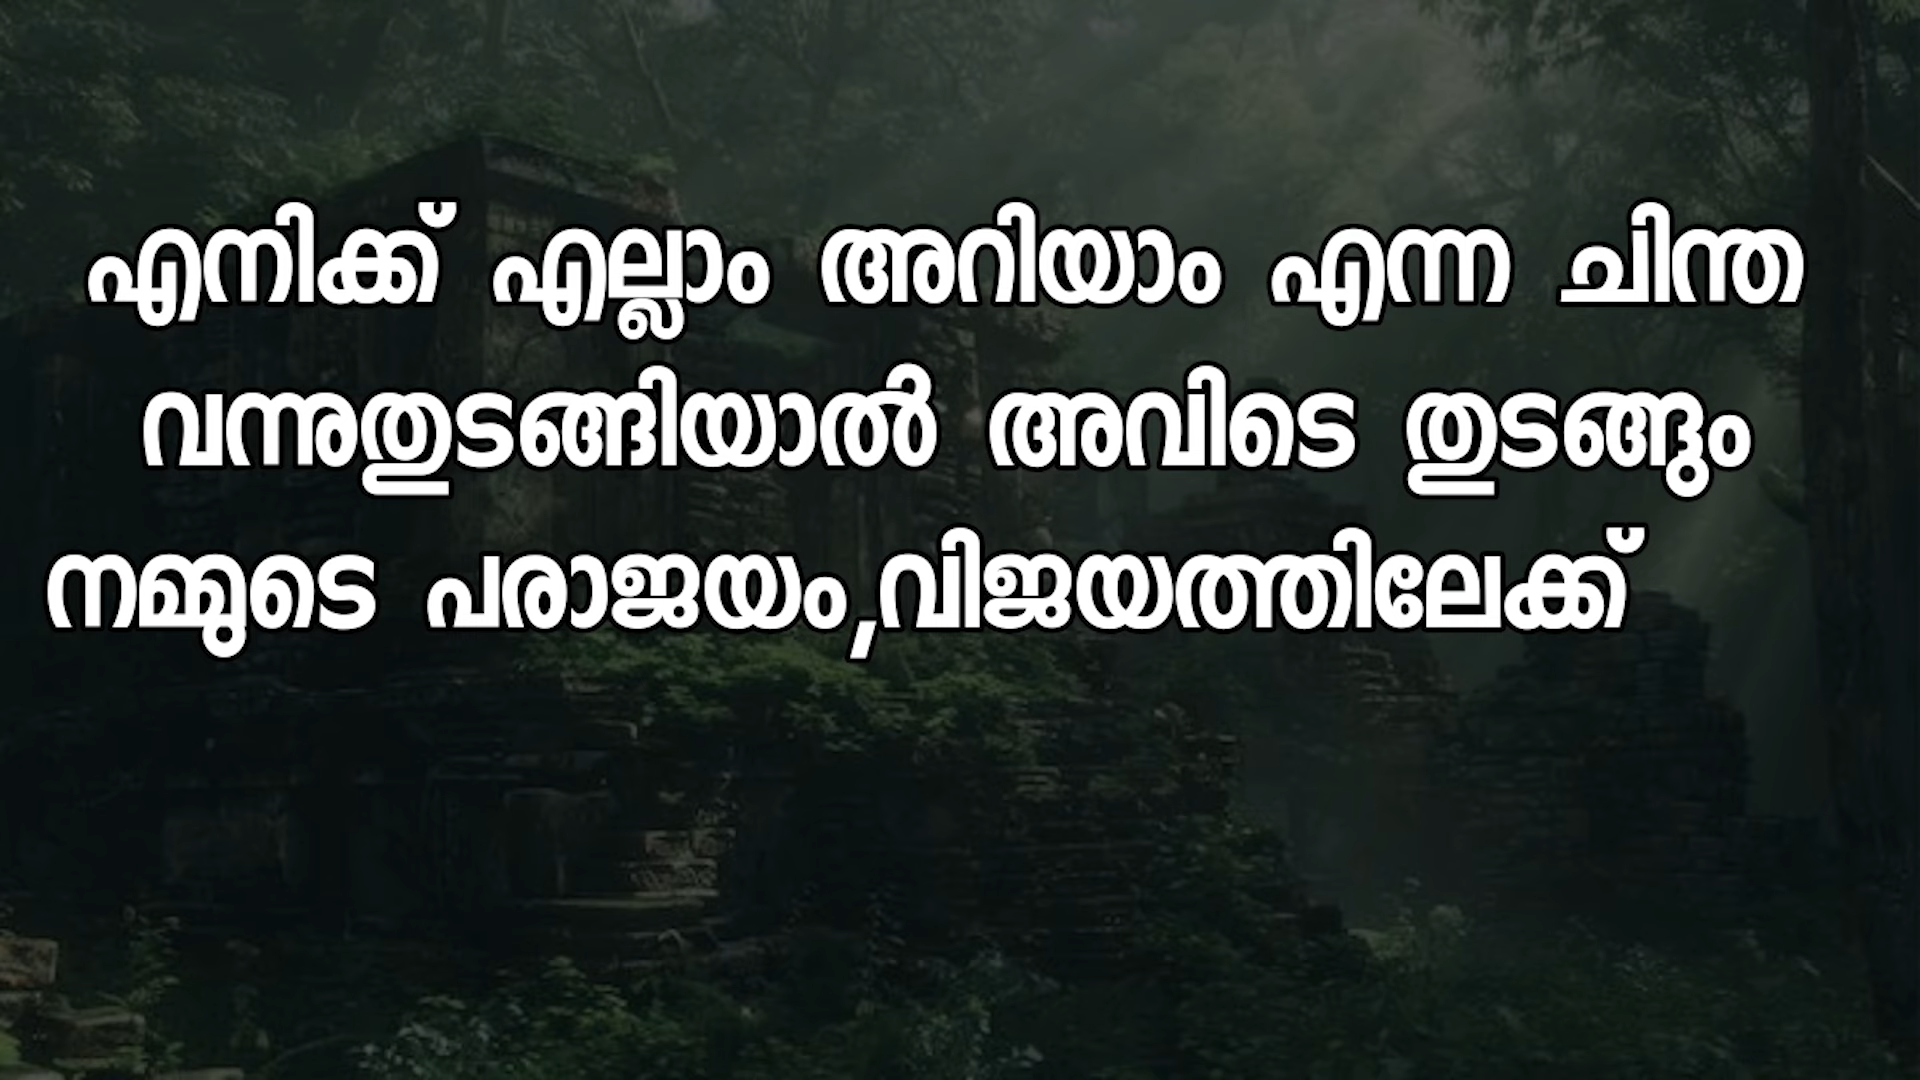 എനിക്ക് എല്ലാം അറിയാം എന്ന ചിന്ത
വന്നുതുടങ്ങിയാൽ അവിടെ തുടങ്ങും
നമ്മുടെ പരാജയം,വിജയത്തിലേക്ക്